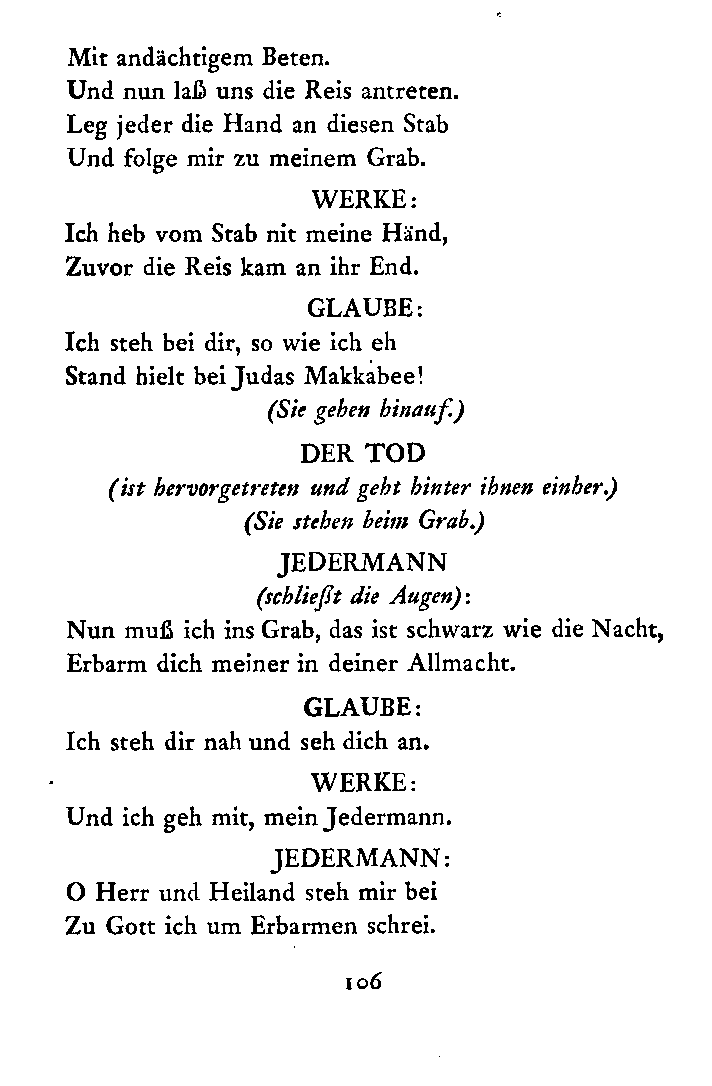 Mit andächtigem Beten.
Und nun laß uns die Reis antreten.
Leg jeder die Hand an diesen Stab
Und folge mir zu meinem Grab.
WERKE:
Ich heb vom Stab nit meine Händ,
Zuvor die Reis kam an ihr End.
GLAUBE:
Ich steh bei dir, so wie ich eh
Stand hielt bei Judas Makkabee!
(Sie gehen hinauf.)
DER TOD
(ist hervorgetreten und geht hinter ihnen einher.)
(Sie stehen beim Grab.)
JEDERMANN
(schließt die Augen):
Nun muß ich ins Grab, das ist schwarz wie die Nacht,
Erbarm dich meiner in deiner Allmacht.
GLAUBE:
Ich steh dir nah und seh dich an.
WERKE:
Und ich geh mit, mein Jedermann.
JEDERMANN:
O Herr und Heiland steh mir bei
Zu Gott ich um Erbarmen schrei.
106